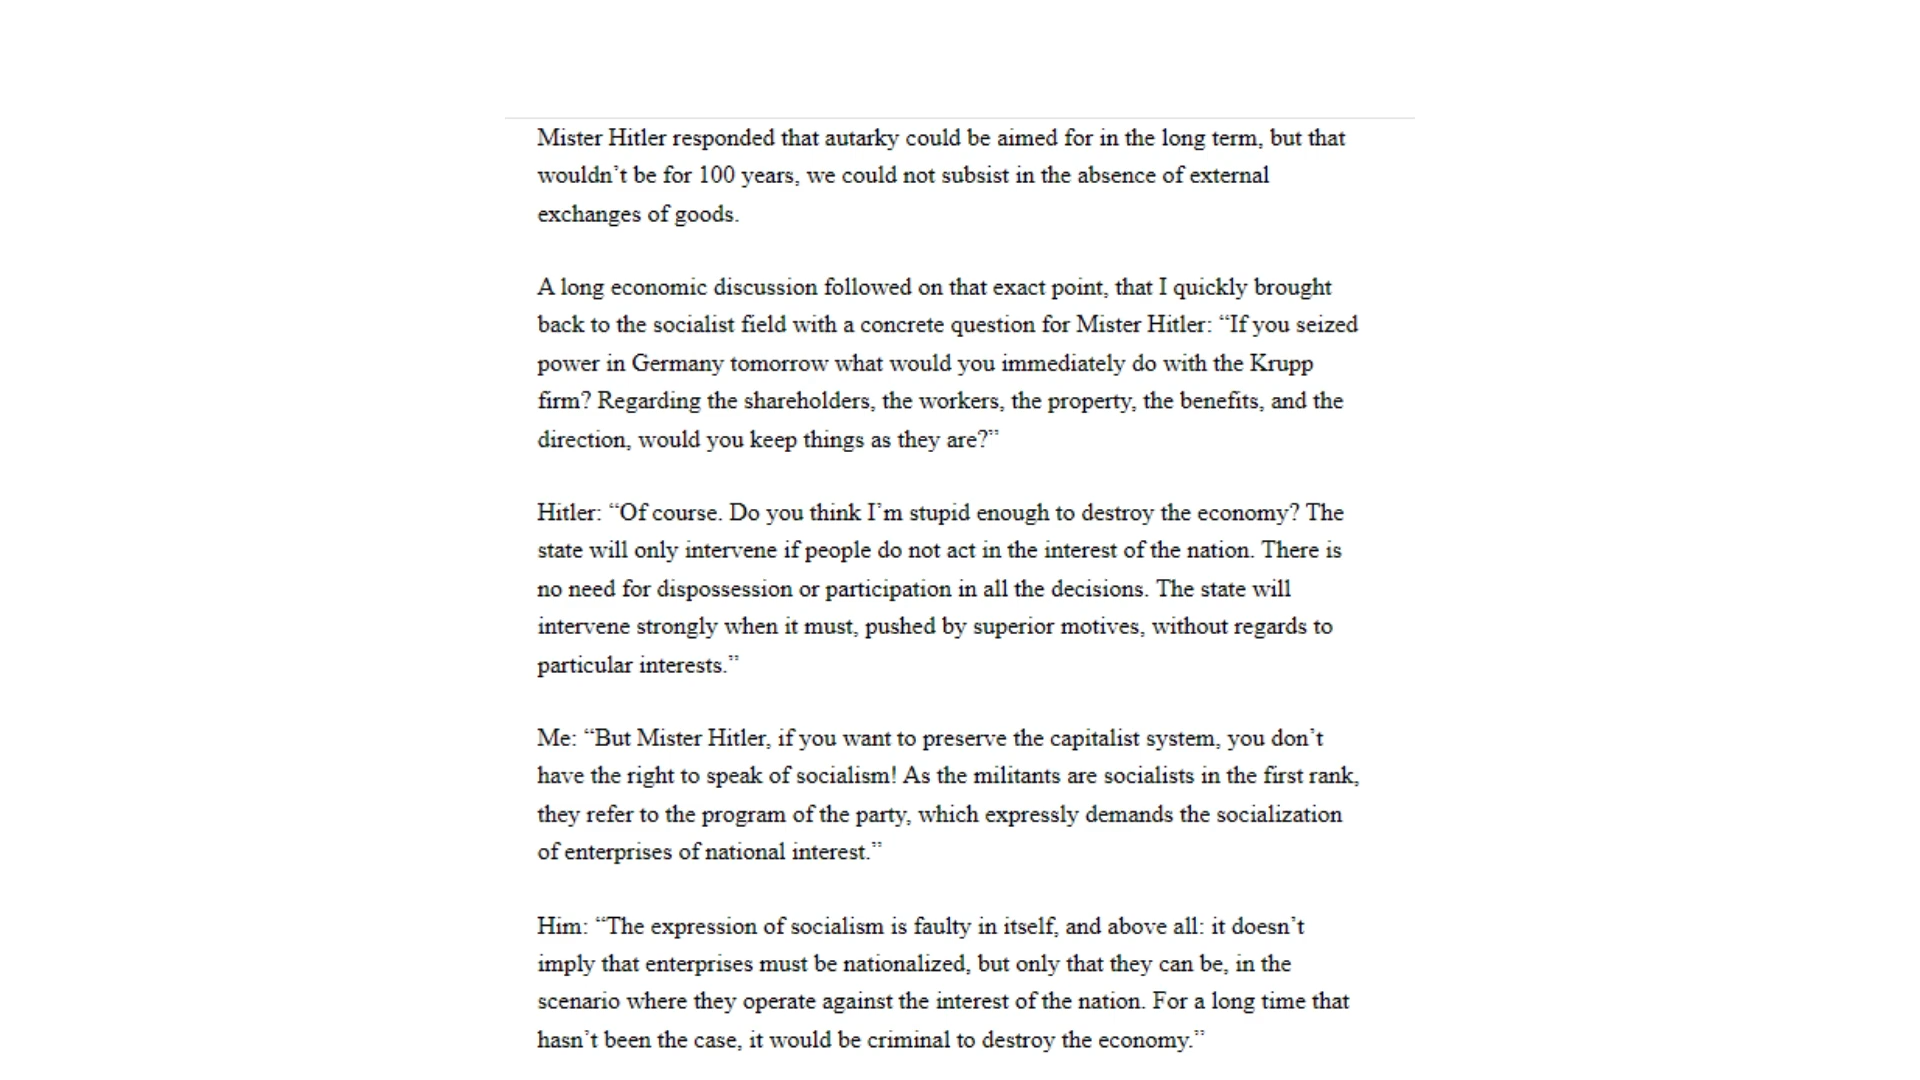 Mister Hitler responded that autarky could be aimed for in the long term, but that
wouldn’t be for 100 years, we could not subsist in the absence of external
exchanges of goods.
A long economic discussion followed on that exact point, that I quickly brought
back to the socialist field with a concrete question for Mister Hitler: “If you seized
power in Germany tomorrow what would you immediately do with the Krupp
firm? Regarding the shareholders, the workers, the property, the benefits, and the
direction, would you keep things as they are?”
Hitler: “Of course. Do you think I’m stupid enough to destroy the economy? The
state will only intervene if people do not act in the interest of the nation. There is
no need for dispossession or participation in all the decisions. The state will
intervene strongly when it must, pushed by superior motives, without regards to
particular interests.”
Me: “But Mister Hitler, if you want to preserve the capitalist system, you don’t
have the right to speak of socialism! As the militants are socialists in the first rank,
they refer to the program of the party, which expressly demands the socialization
of enterprises of national interest.”
Him: “The expression of socialism is faulty in itself, and above all: it doesn’t
imply that enterprises must be nationalized, but only that they can be, in the
scenario where they operate against the interest of the nation. For a long time that
hasn’t been the case, it would be criminal to destroy the economy.”